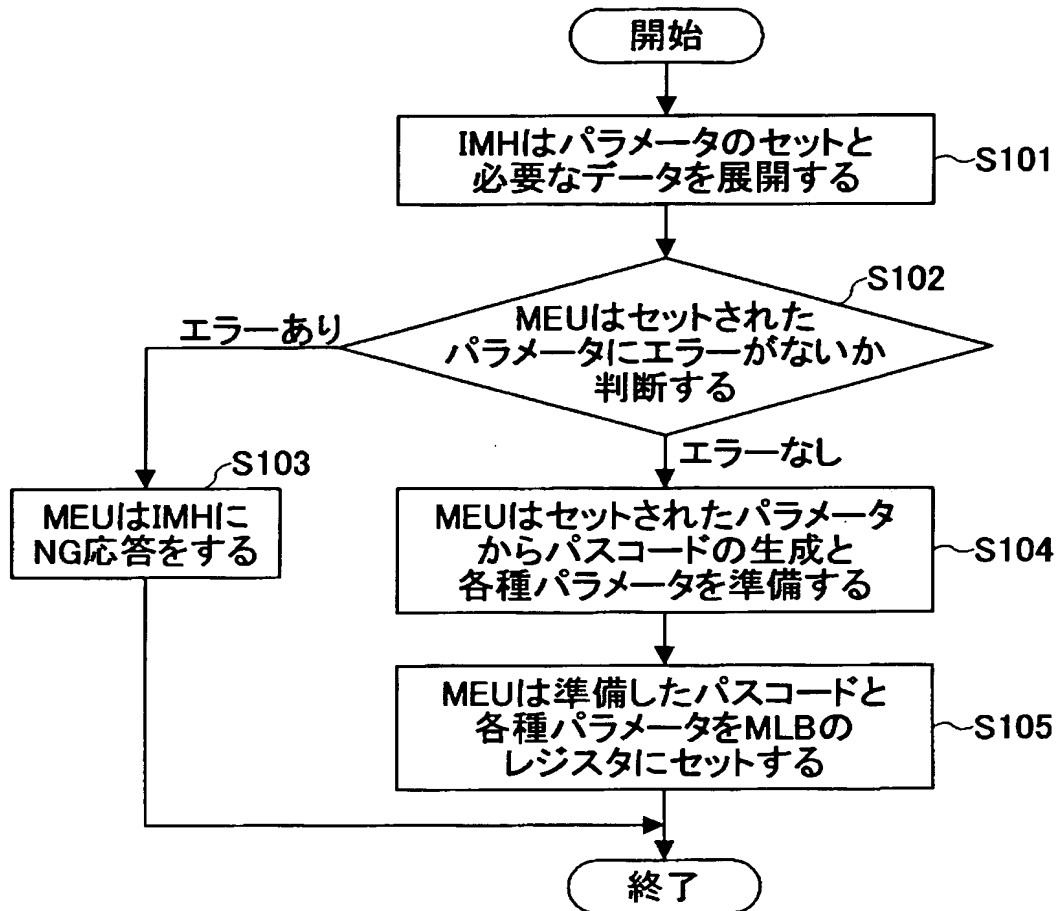 開始
IMHはパラメータのセットと
必要なデータを展開する
S101
S102
MEUはセットされた
パラメータにエラーがないか
判断する
エラーあり
エラーなし
S103
MEUはIMHに
NG応答をする
MEUはセットされたパラメータ
からパスコードの生成と
各種パラメータを準備する
S104
MEUは準備したパスコードと
各種パラメータをMLBの
レジスタにセットする
S105
終了